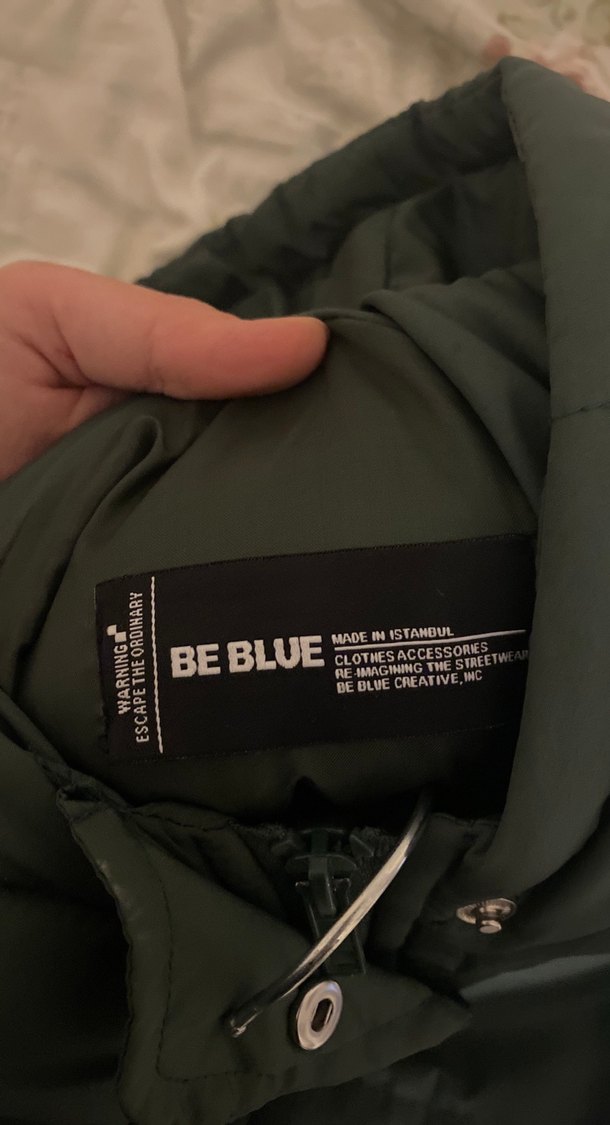 WARNING
ESCAPE THE ORDINARY
BE BLUE
MADE IN ISTANBUL
CLOTHES ACCESSORIES
RE-IMAGINING THE STREETWEAR
BE BLUE CREATIVE, INC